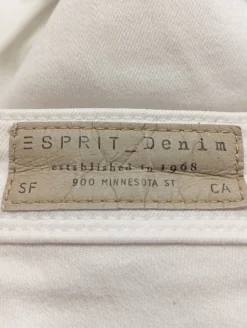 ESPRIT_Denim
established in 1968
900 MINNESOTA ST
SF CA